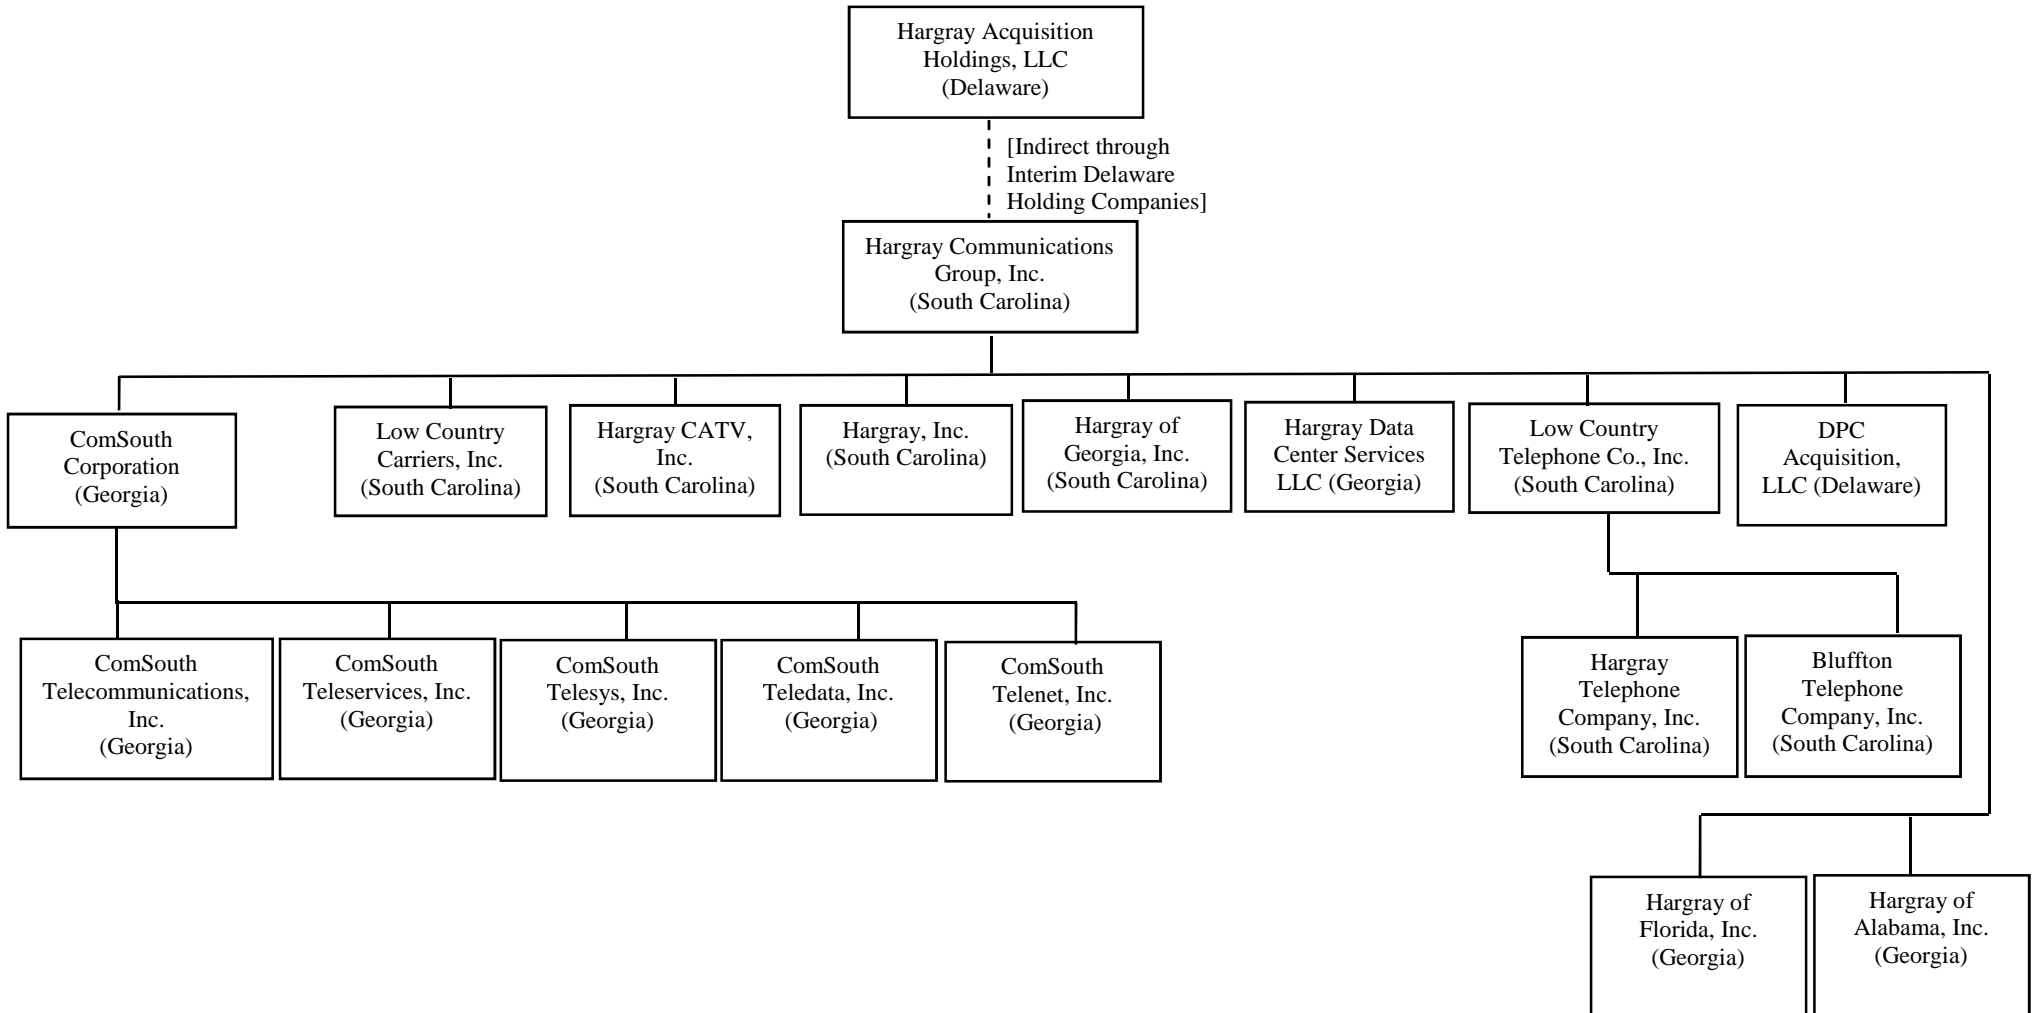 Hargray Acquisition
Holdings, LLC
(Delaware)
[Indirect through
Interim Delaware
Holding Companies]
Hargray Communications
Group, Inc.
(South Carolina)
ComSouth
Corporation
(Georgia)
Low Country
Carriers, Inc.
(South Carolina)
Hargray CATV,
Inc.
(South Carolina)
Hargray, Inc.
(South Carolina)
Hargray of
Georgia, Inc.
(South Carolina)
Hargray Data
Center Services
LLC (Georgia)
Low Country
Telephone Co., Inc.
(South Carolina)
DPC
Acquisition,
LLC (Delaware)
ComSouth
Telecommunications,
Inc.
(Georgia)
ComSouth
Teleservices, Inc.
(Georgia)
ComSouth
Telesys, Inc.
(Georgia)
ComSouth
Teledata, Inc.
(Georgia)
ComSouth
Telenet, Inc.
(Georgia)
Hargray
Telephone
Company, Inc.
(South Carolina)
Bluffton
Telephone
Company, Inc.
(South Carolina)
Hargray of
Florida, Inc.
(Georgia)
Hargray of
Alabama, Inc.
(Georgia)